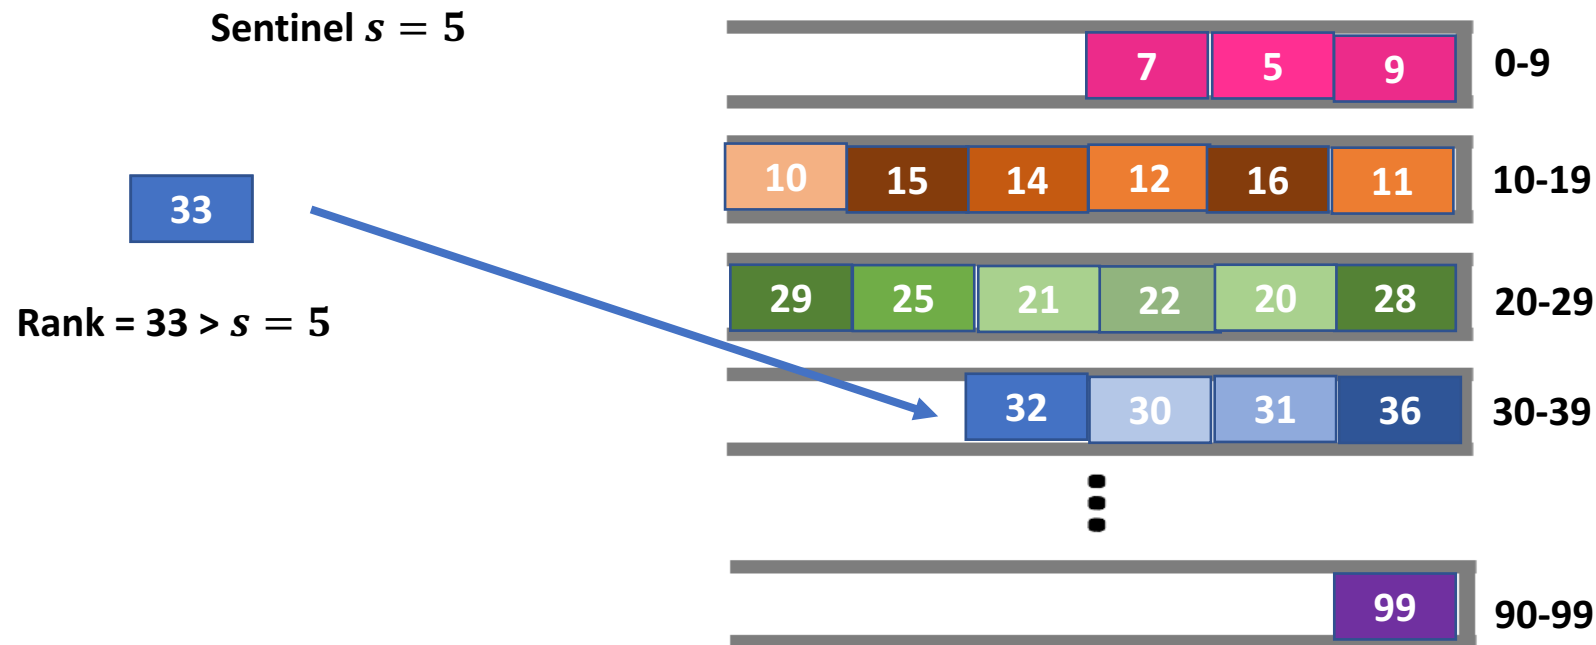 Sentinel s = 5
7 5 9 0-9
10 15 14 12 16 11 10-19
33
29 25 21 22 20 28 20-29
Rank = 33 > s = 5
32 30 31 36 30-39
99 90-99